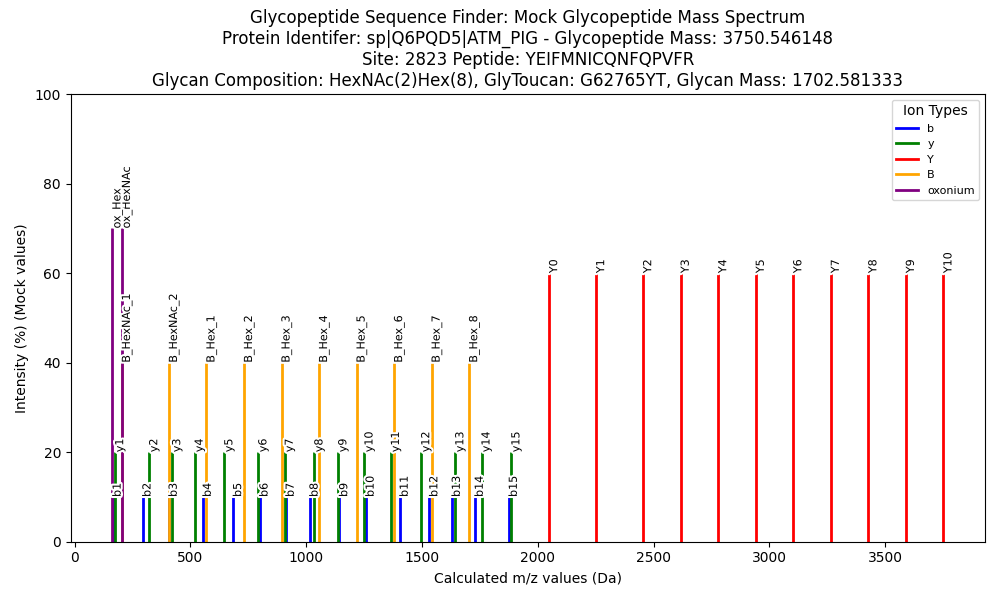 Glycopeptide Sequence Finder: Mock Glycopeptide Mass Spectrum
Protein Identifer: sp|Q6PQD5|ATM_PIG - Glycopeptide Mass: 3750.546148
Site: 2823 Peptide: YEIFMNICQNFQPVFR
Glycan Composition: HexNAc(2)Hex(8), GlyToucan: G62765YT, Glycan Mass: 1702.581333
Intensity (%) (Mock values)
100
80
60
40
20
0
Ion Types
b
y
Y
B
oxonium
ox_Hex
ox_HexNAc
Y0
Y1
Y2
Y3
Y4
Y5
Y6
Y7
Y8
Y9
Y10
B_HexNAc_1
B_HexNAc_2
B_Hex_1
B_Hex_2
B_Hex_3
B_Hex_4
B_Hex_5
B_Hex_6
B_Hex_7
B_Hex_8
y1
y2
y3
y4
y5
y6
y7
y8
y9
y10
y11
y12
y13
y14
y15
b1
b2
b3
b4
b5
b6
b7
b8
b9
b10
b11
b12
b13
b14
b15
0
500
1000
1500
2000
2500
3000
3500
Calculated m/z values (Da)